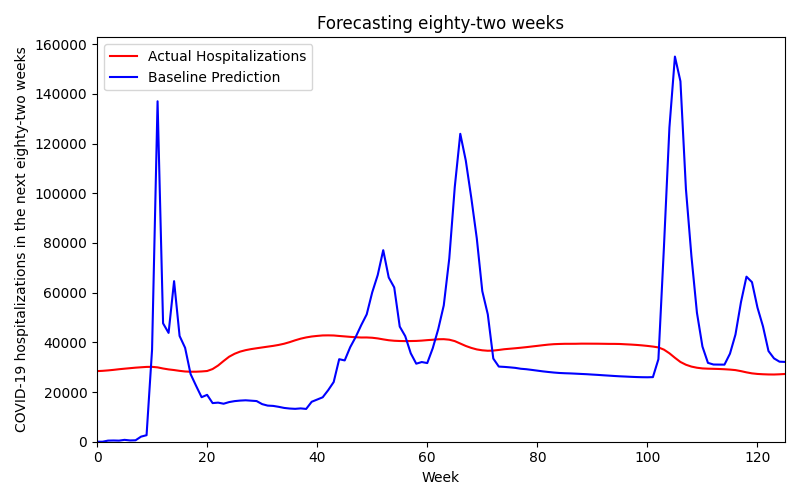 Forecasting eighty-two weeks
Actual Hospitalizations
Baseline Prediction
COVID-19 hospitalizations in the next eighty-two weeks
160000
140000
120000
100000
80000
60000
40000
20000
0
0 20 40 60 80 100 120
Week